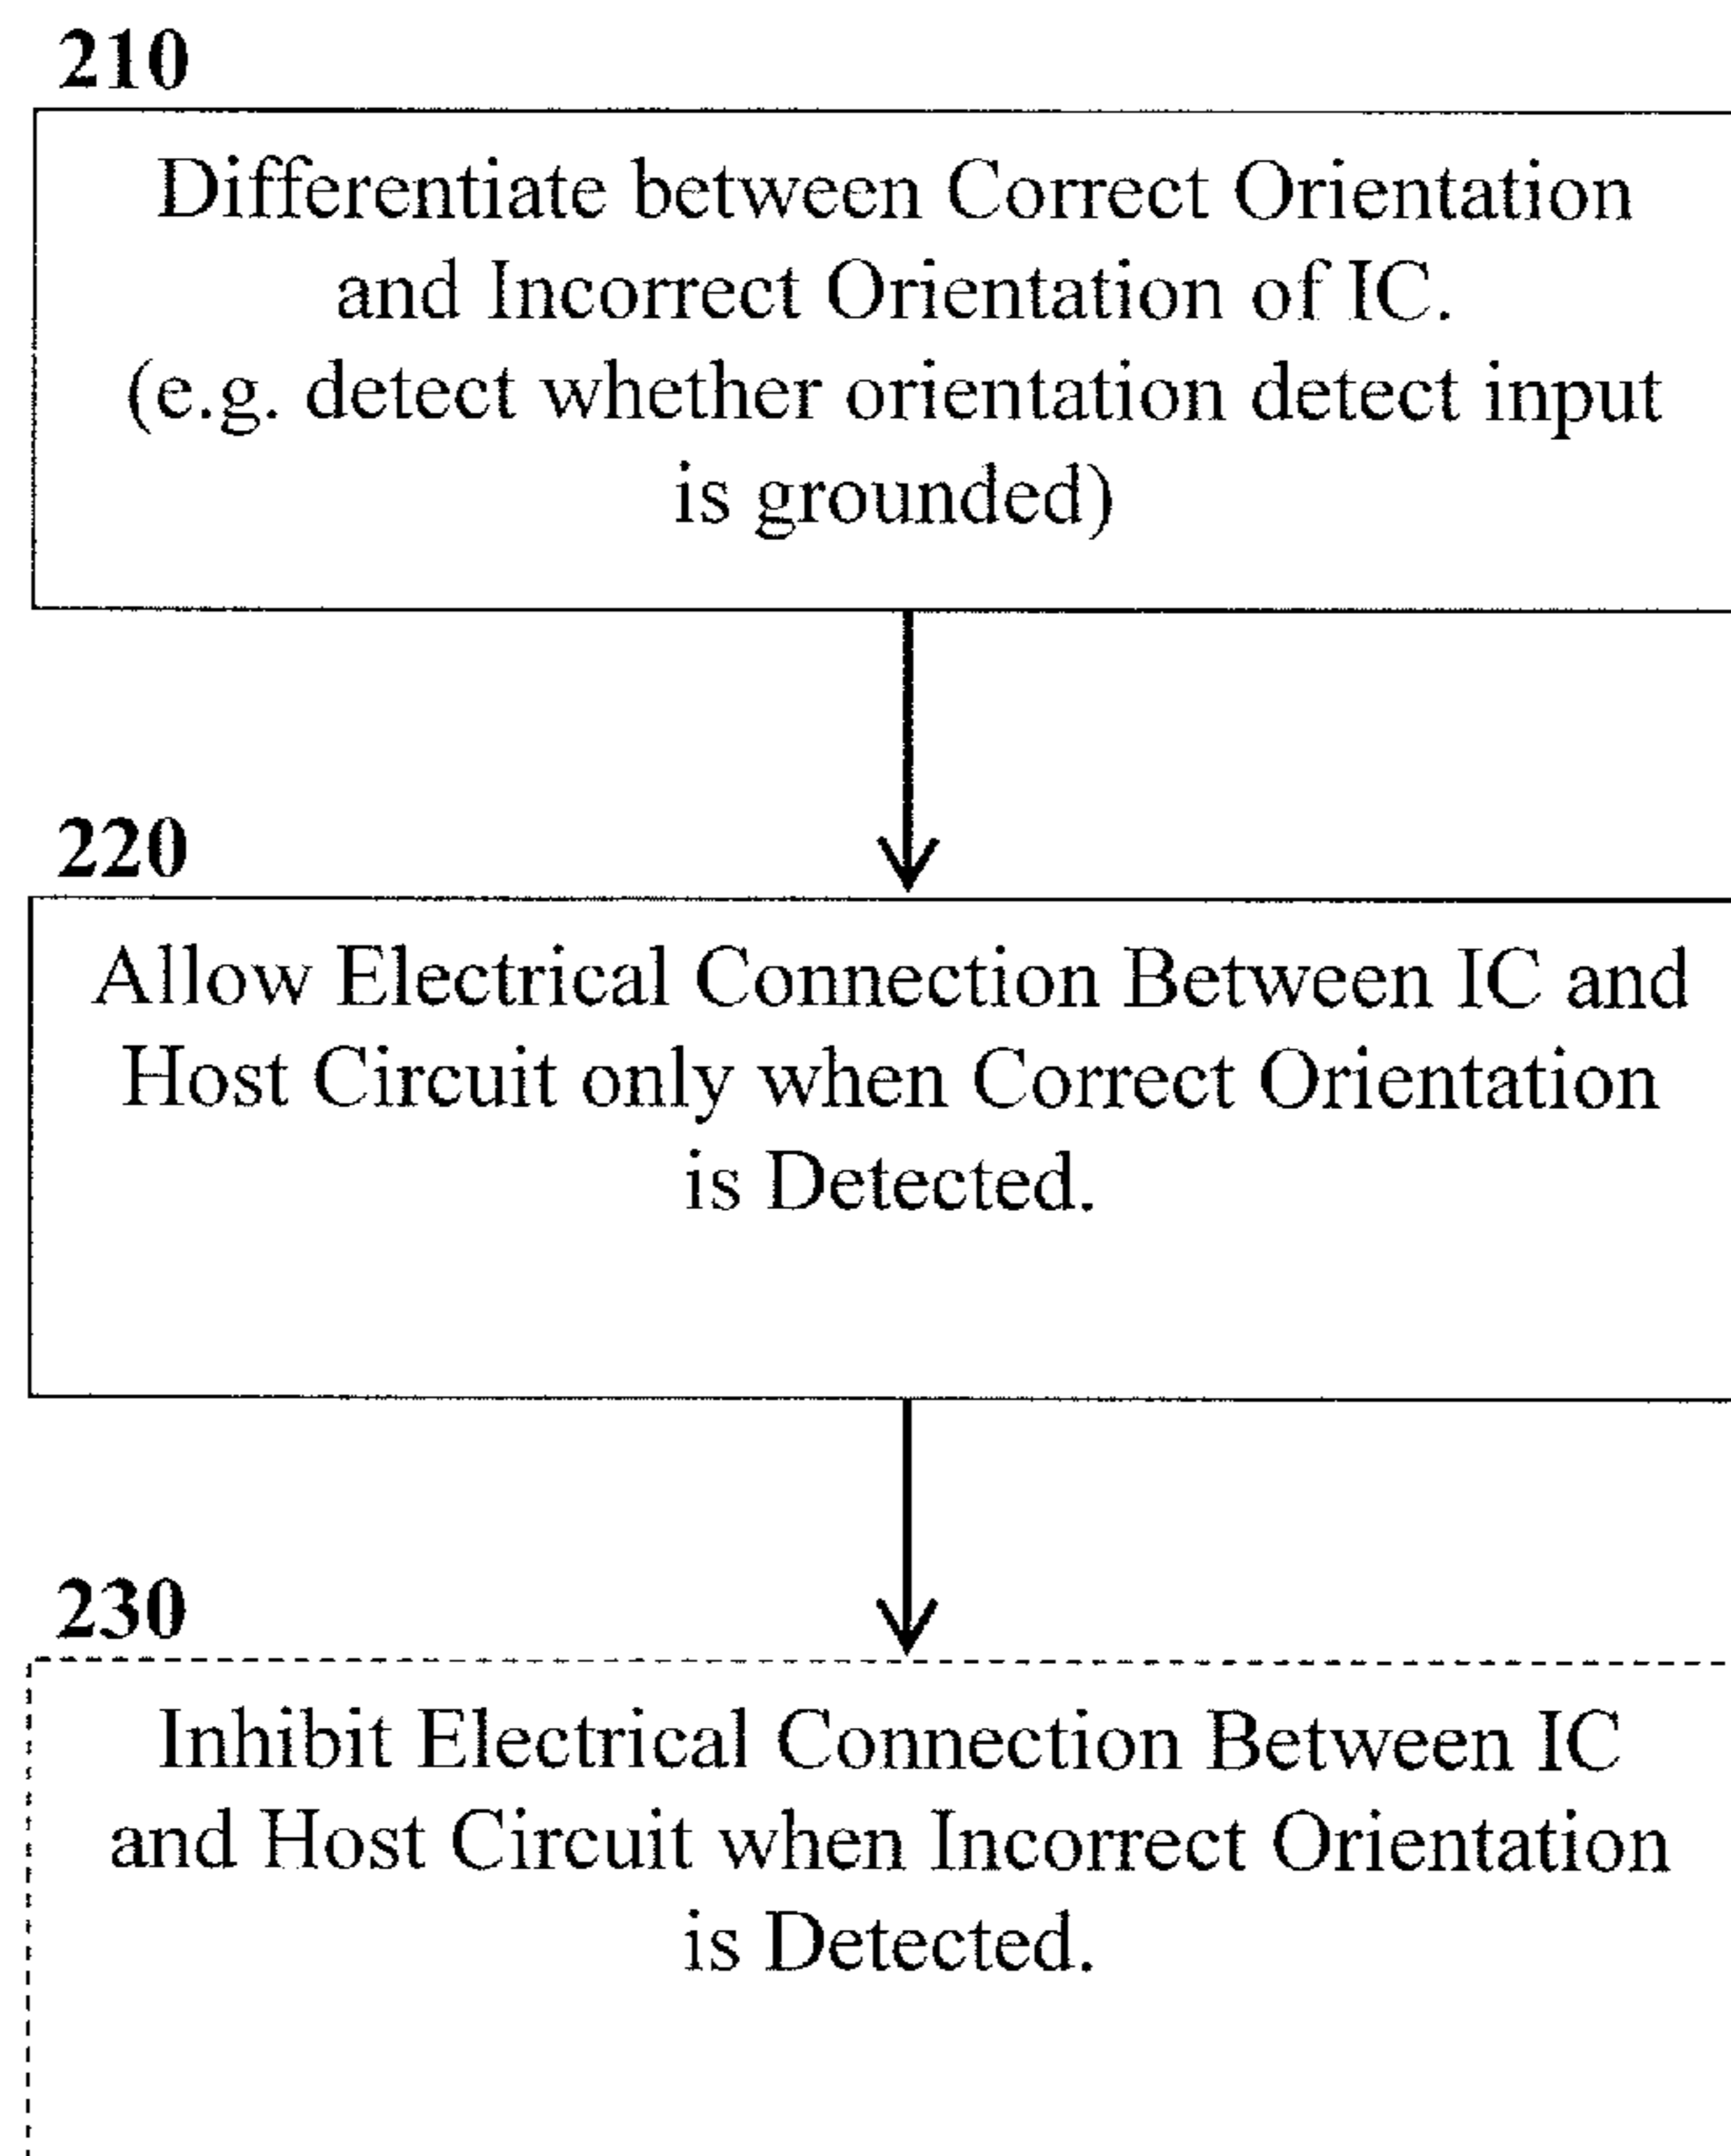 210
Differentiate between Correct Orientation
and Incorrect Orientation of IC.
(e.g. detect whether orientation detect input
is grounded)
220
Allow Electrical Connection Between IC and
Host Circuit only when Correct Orientation
is Detected.
230
Inhibit Electrical Connection Between IC
and Host Circuit when Incorrect Orientation
is Detected.